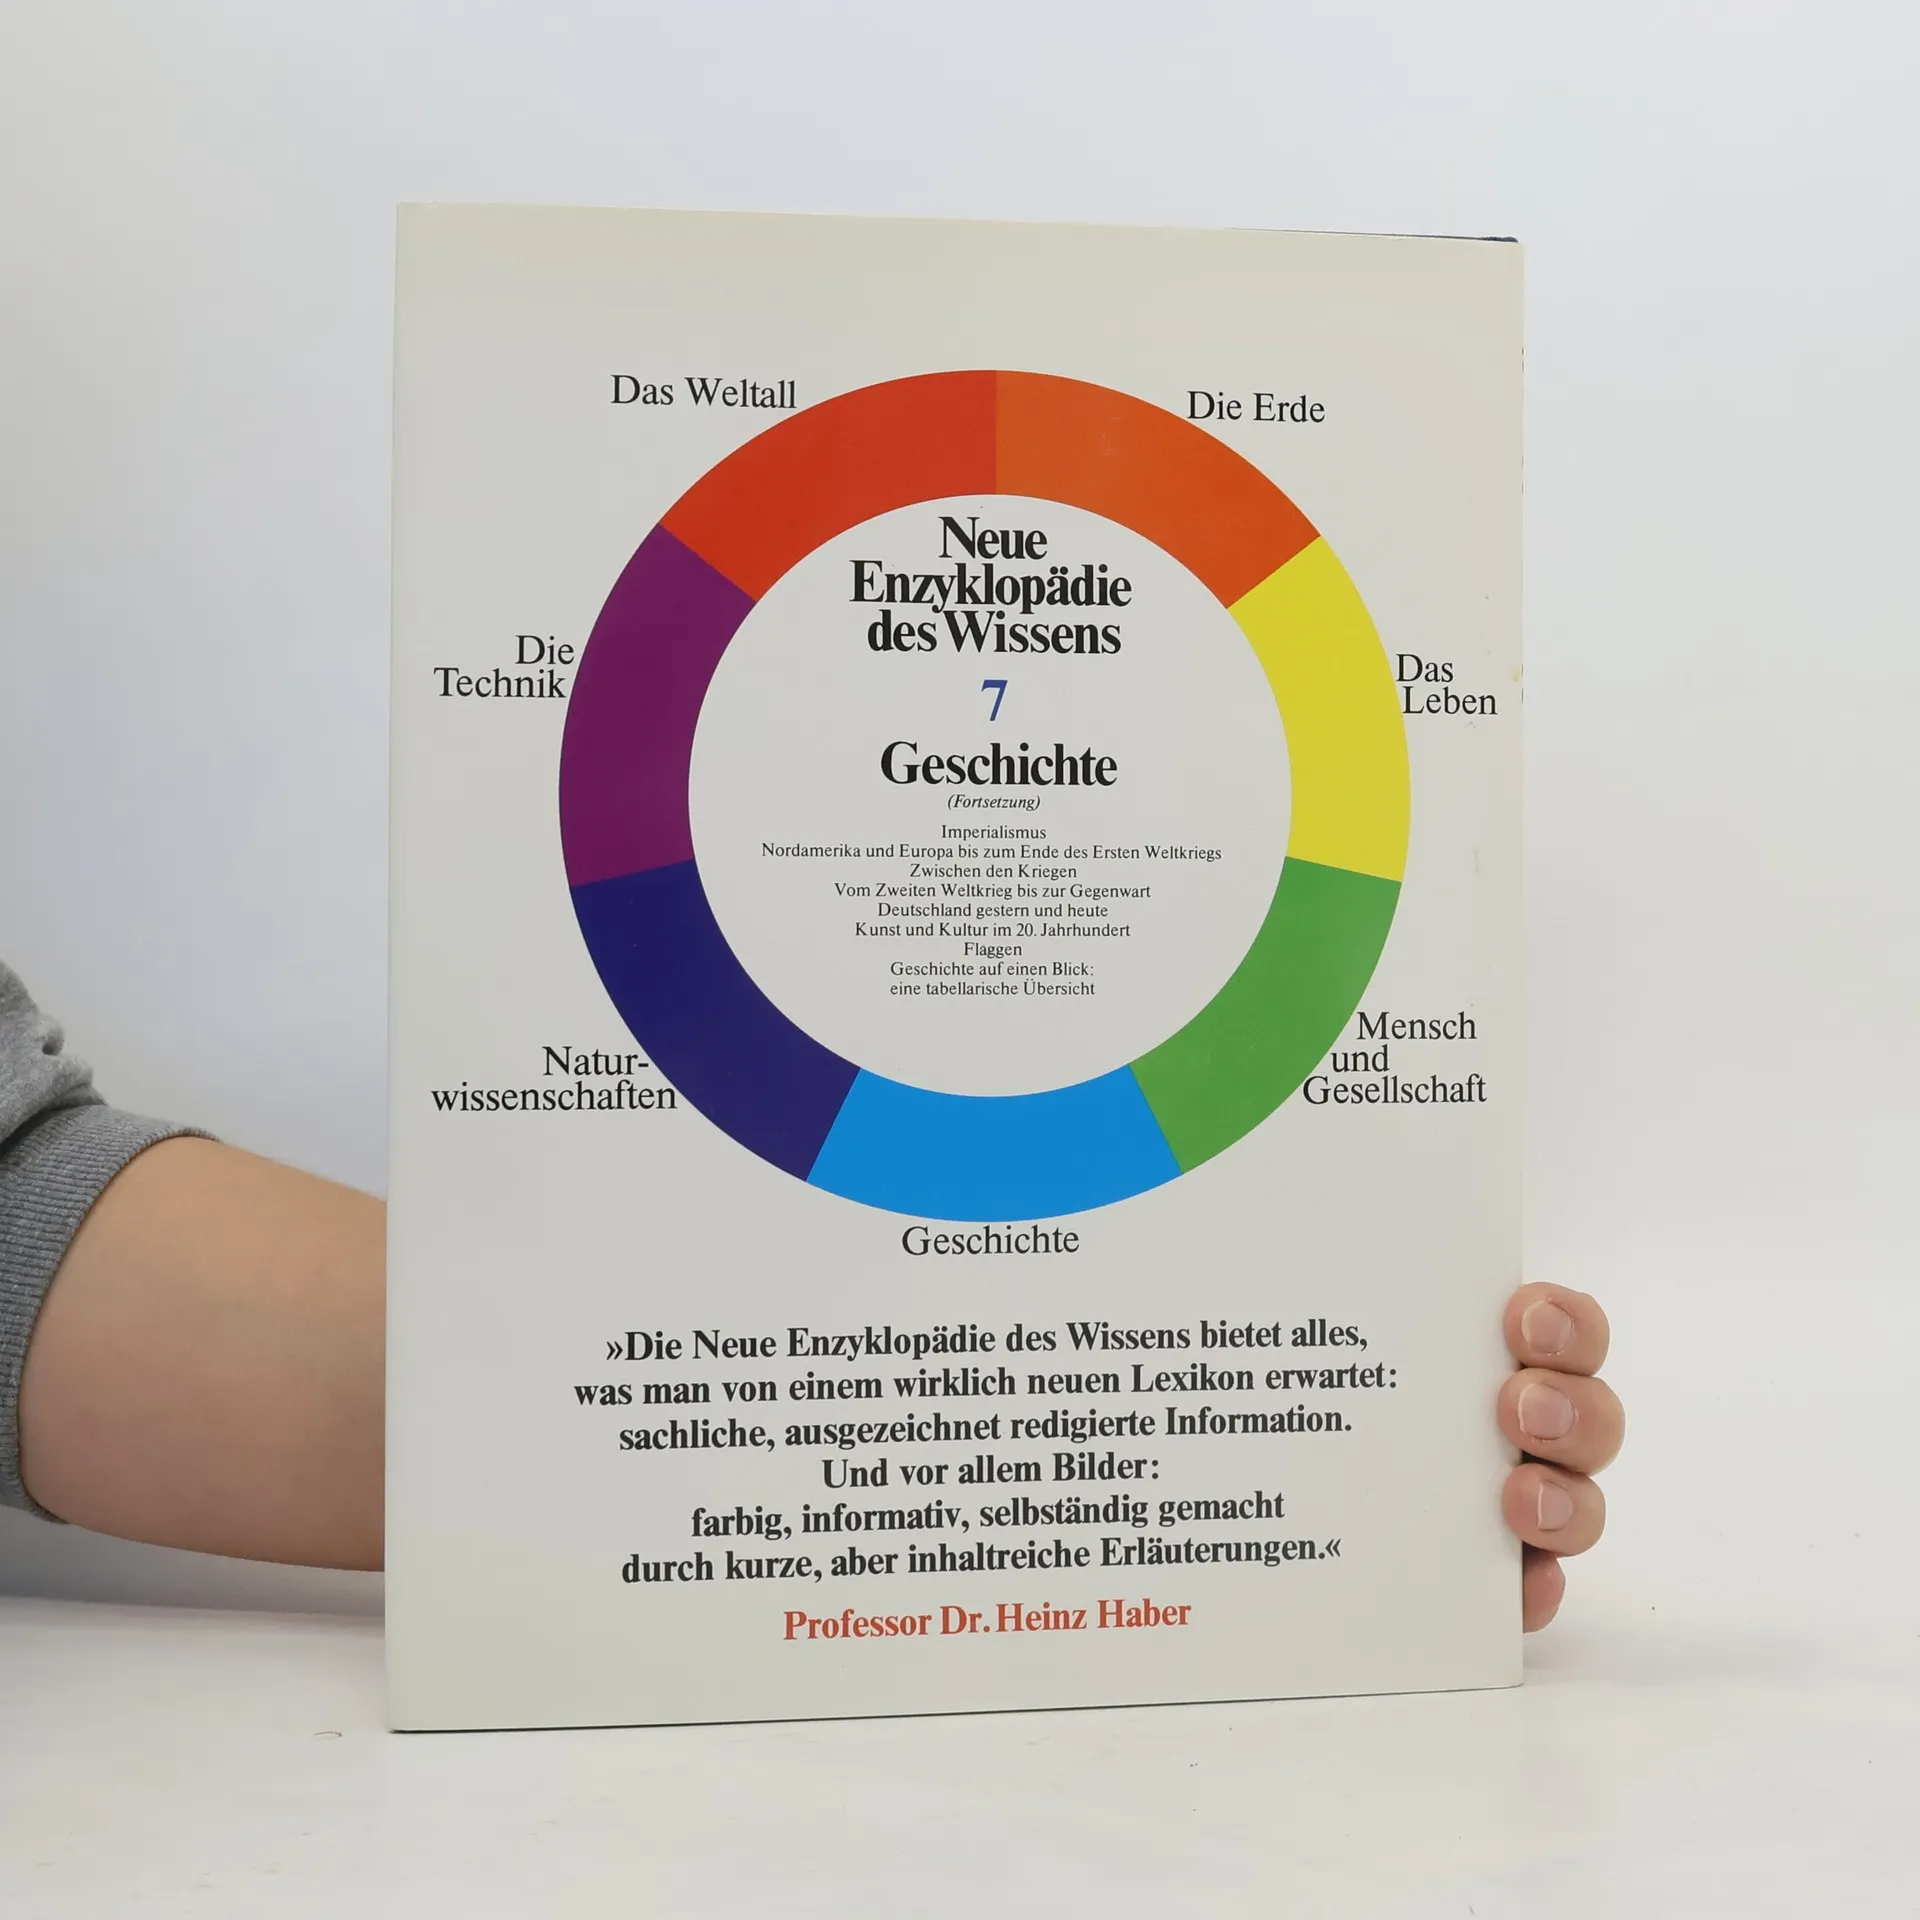 Das Weltall
Die Erde
Neue
Enzyklopädie
des Wissens
7
Geschichte
(Fortsetzung)
Imperialismus
Nordamerika und Europa bis zum Ende des Ersten Weltkriegs
Zwischen den Kriegen
Vom Zweiten Weltkrieg bis zur Gegenwart
Deutschland gestern und heute
Kunst und Kultur im 20. Jahrhundert
Flaggen
Geschichte auf einen Blick:
eine tabellarische Übersicht
Die
Technik
Das
Leben
Natur-
wissenschaften
Mensch
und
Gesellschaft
Geschichte
»Die Neue Enzyklopädie des Wissens bietet alles,
was man von einem wirklich neuen Lexikon erwartet:
sachliche, ausgezeichnet redigierte Information.
Und vor allem Bilder:
farbig, informativ, selbständig gemacht
durch kurze, aber inhaltreiche Erläuterungen.«
Professor Dr. Heinz Haber